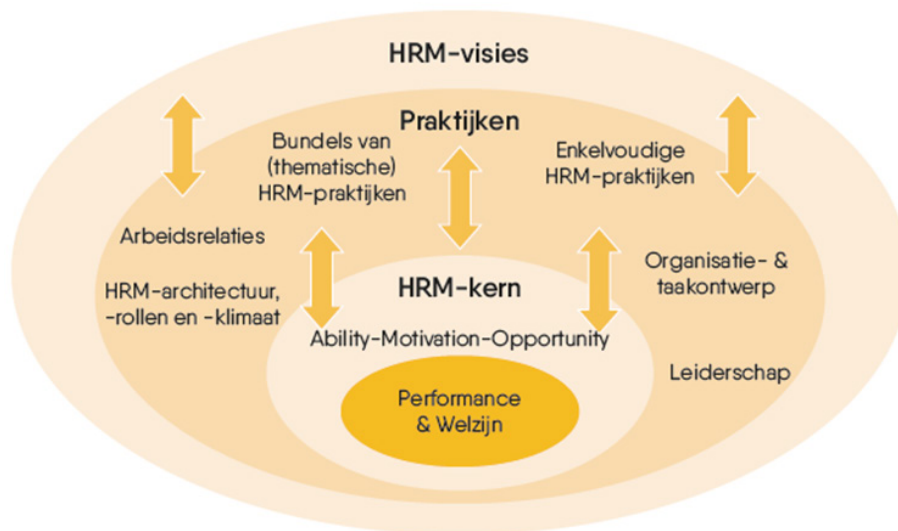 HRM-visies
Praktijken
Bundels van
(thematische)
HRM-praktijken
Enkelvoudige
HRM-praktijken
Arbeidsrelaties
HRM-architectuur,
-rollen en -klimaat
Organisatie- &
taakontwerp
HRM-kern
Ability-Motivation-Opportunity
Leiderschap
Performance
& Welzijn